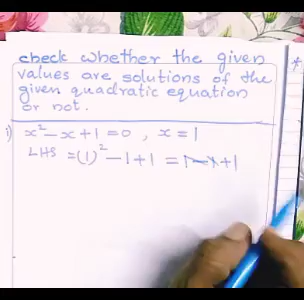 check whether the given
values are solutions of the
given quadratic equation
or not.
i) x² - x + 1 = 0 , x = 1
LHS = (1)² - 1 + 1 = 1 - 1 + 1